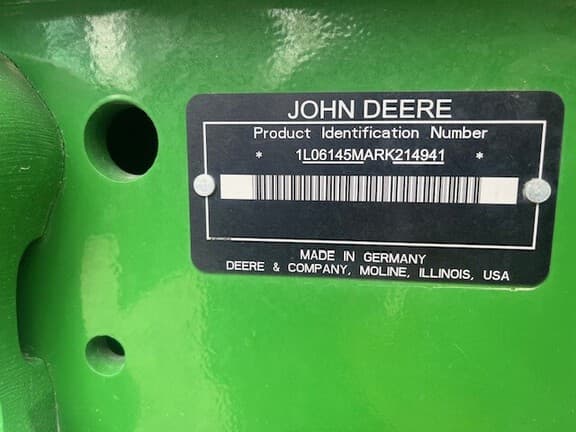 JOHN DEERE
Product Identification Number
* 1L06145MARK214941 *
MADE IN GERMANY
DEERE & COMPANY, MOLINE, ILLINOIS, USA